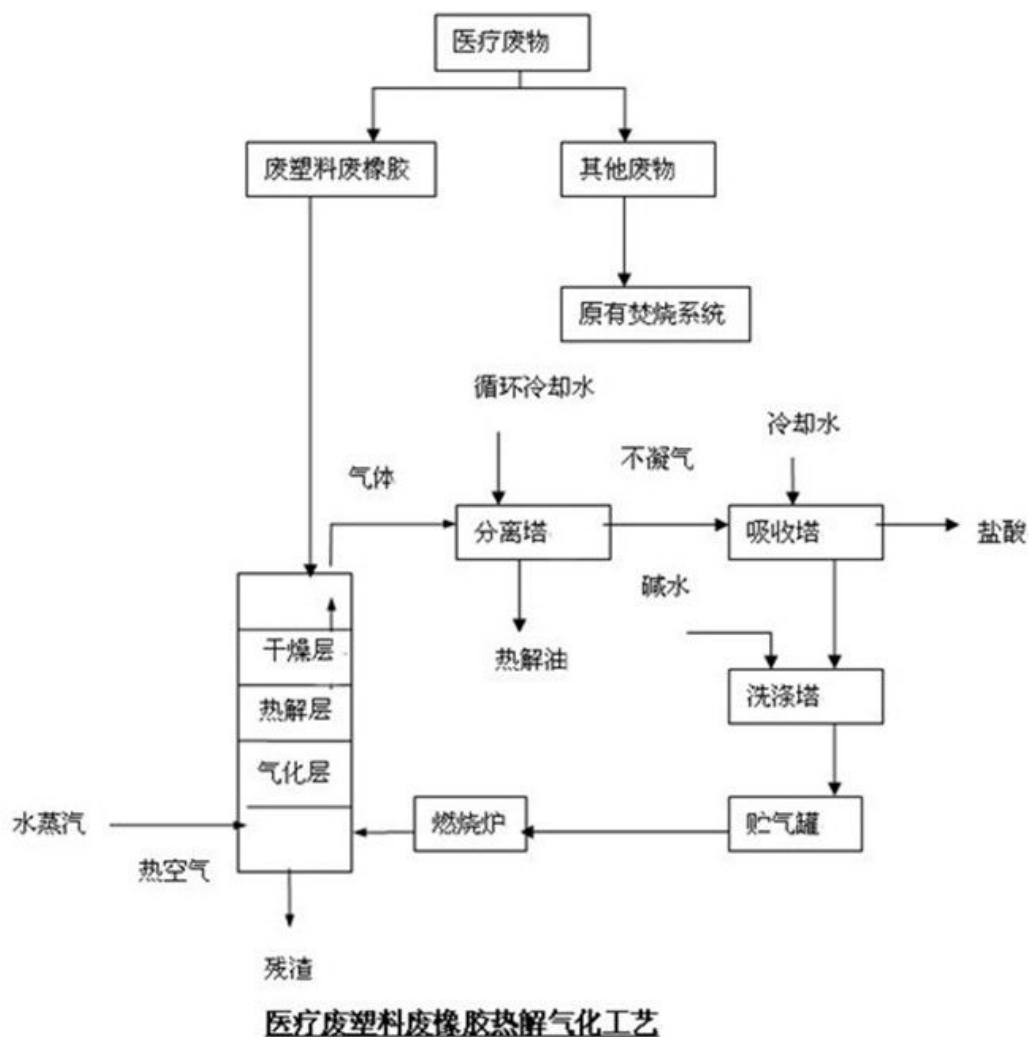 医疗废物
废塑料废橡胶
其他废物
原有焚烧系统
循环冷却水
冷却水
不凝气
气体
分离塔
吸收塔
盐酸
碱水
热解油
干燥层
洗涤塔
热解层
气化层
水蒸汽
燃烧炉
贮气罐
热空气
残渣
医疗废塑料废橡胶热解气化工艺